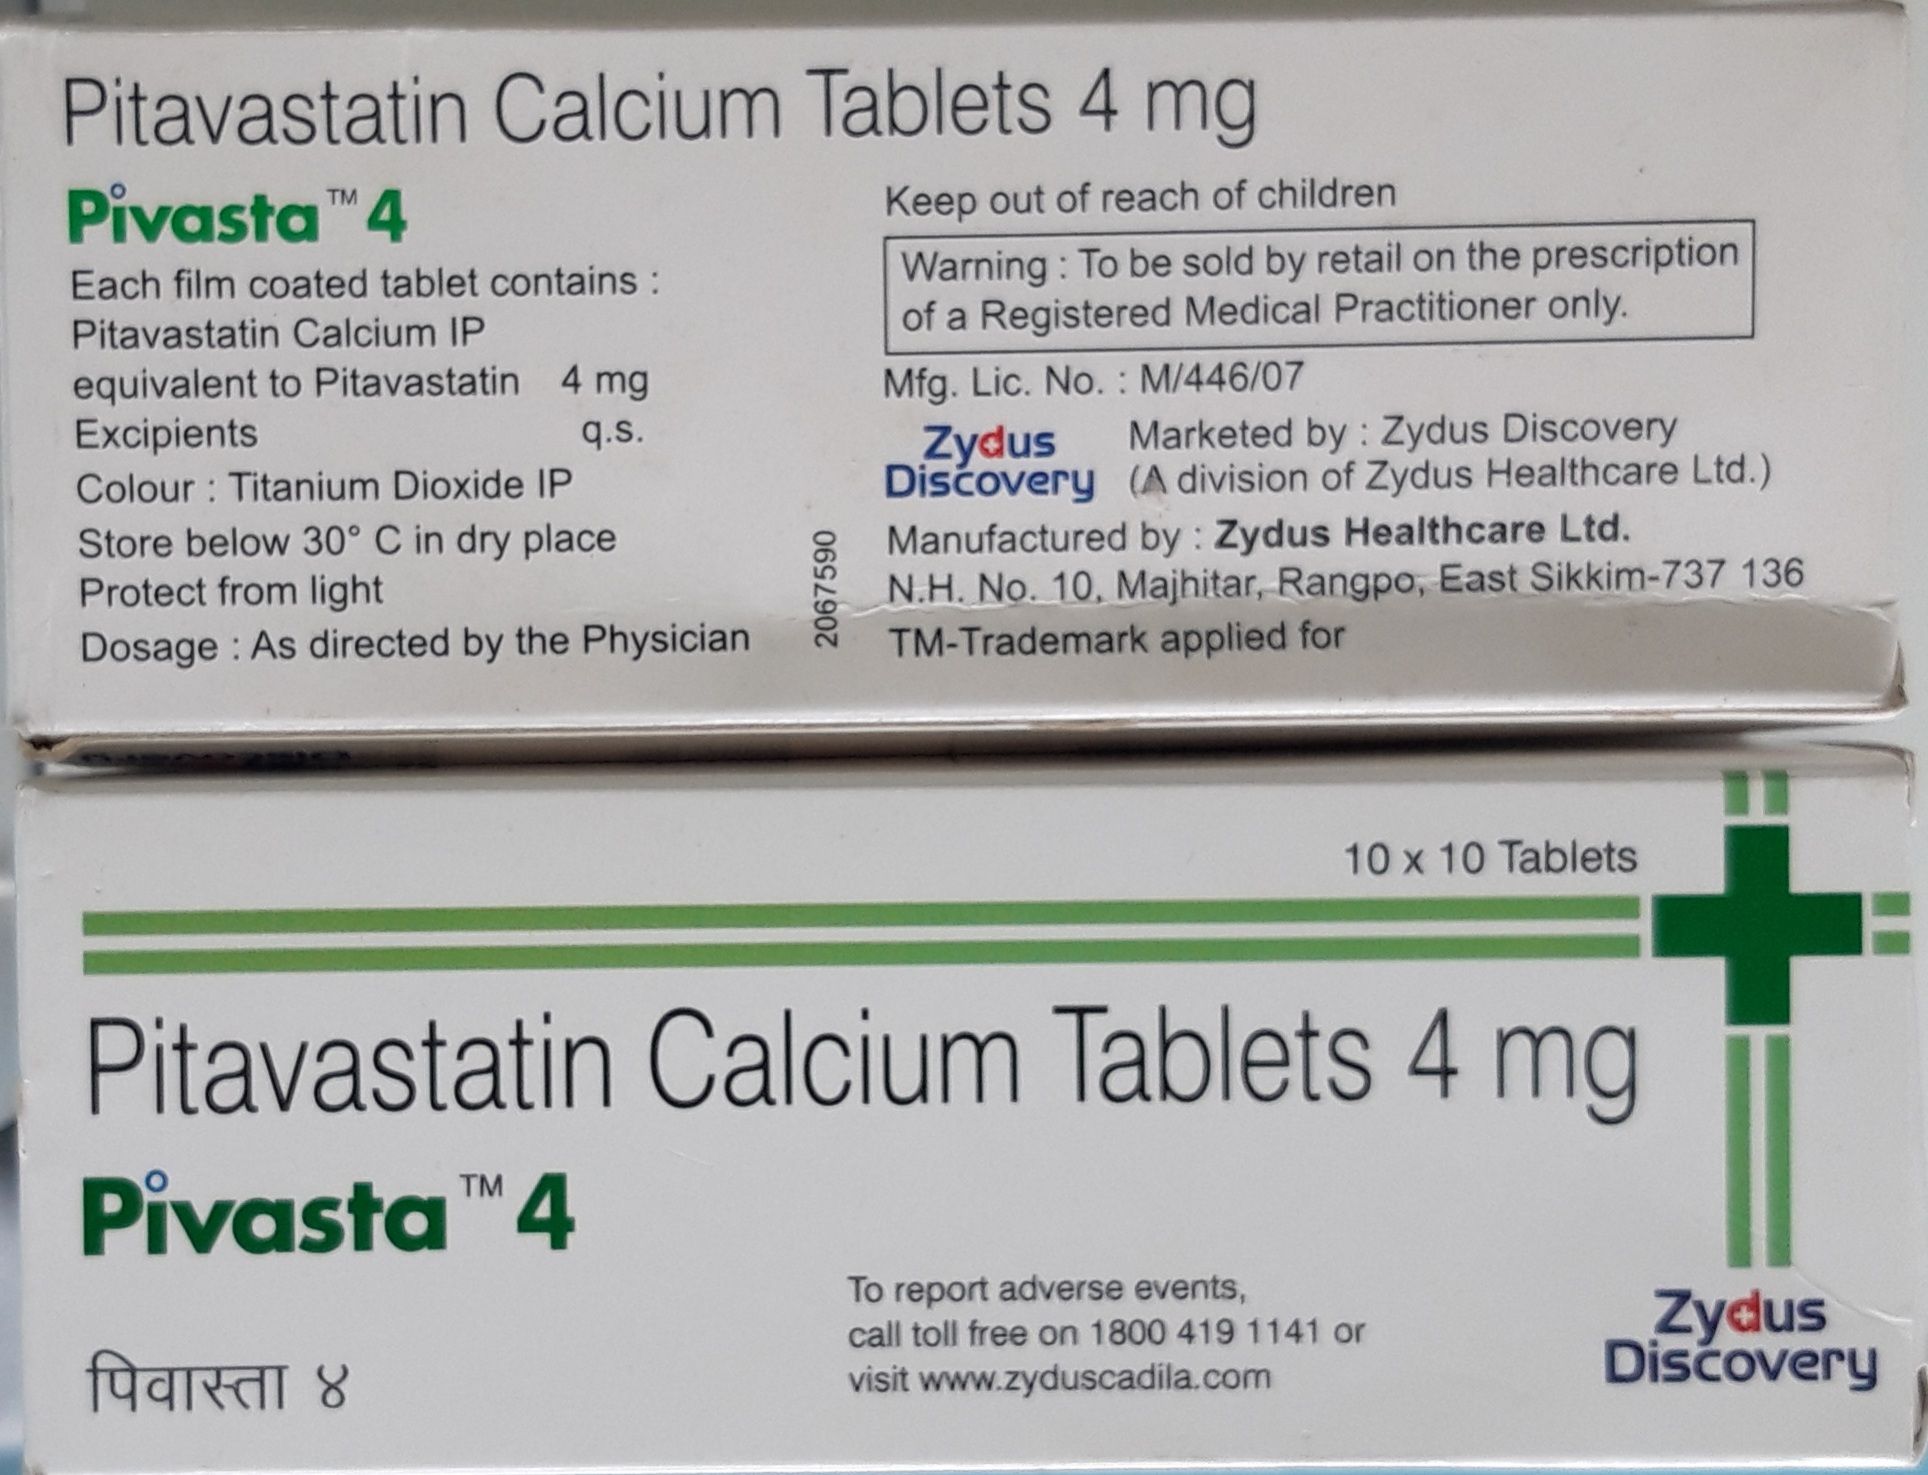 Pitavastatin Calcium Tablets 4 mg
Pivasta™ 4
Each film coated tablet contains :
Pitavastatin Calcium IP
equivalent to Pitavastatin 4 mg
Excipients q.s.
Colour : Titanium Dioxide IP
Store below 30° C in dry place
Protect from light
Dosage : As directed by the Physician
20675590
Keep out of reach of children
Warning : To be sold by retail on the prescription
of a Registered Medical Practitioner only.
Mfg. Lic. No. : M/446/07
Zydus
Discovery
Marketed by : Zydus Discovery
(A division of Zydus Healthcare Ltd.)
Manufactured by : Zydus Healthcare Ltd.
N.H. No. 10, Majhitar, Rangpo, East Sikkim-737 136
TM-Trademark applied for
10 x 10 Tablets
Pitavastatin Calcium Tablets 4 mg
Pivasta™ 4
पिवास्ता ४
To report adverse events,
call toll free on 1800 419 1141 or
visit www.zyduscadila.com
Zydus
Discovery